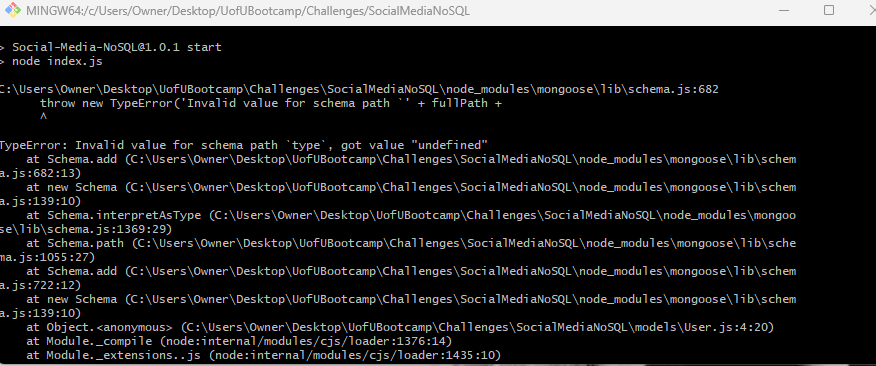 MINGW64:/c/Users/Owner/Desktop/UofUBootcamp/Challenges/SocialMediaNoSQL
> Social-Media-NoSQL@1.0.1 start
> node index.js
C:\Users\Owner\Desktop\UofUBootcamp\Challenges\SocialMediaNoSQL\node_modules\mongoose\lib\schema.js:682
      throw new TypeError('Invalid value for schema path `' + fullPath +
      ^
TypeError: Invalid value for schema path `type`, got value "undefined"
    at Schema.add (C:\Users\Owner\Desktop\UofUBootcamp\Challenges\SocialMediaNoSQL\node_modules\mongoose\lib\schem
a.js:682:13)
    at new Schema (C:\Users\Owner\Desktop\UofUBootcamp\Challenges\SocialMediaNoSQL\node_modules\mongoose\lib\schem
a.js:139:10)
    at Schema.interpretAsType (C:\Users\Owner\Desktop\UofUBootcamp\Challenges\SocialMediaNoSQL\node_modules\mongoo
se\lib\schema.js:1369:29)
    at Schema.path (C:\Users\Owner\Desktop\UofUBootcamp\Challenges\SocialMediaNoSQL\node_modules\mongoose\lib\sche
ma.js:1055:27)
    at Schema.add (C:\Users\Owner\Desktop\UofUBootcamp\Challenges\SocialMediaNoSQL\node_modules\mongoose\lib\schem
a.js:722:12)
    at new Schema (C:\Users\Owner\Desktop\UofUBootcamp\Challenges\SocialMediaNoSQL\node_modules\mongoose\lib\schem
a.js:139:10)
    at Object.<anonymous> (C:\Users\Owner\Desktop\UofUBootcamp\Challenges\SocialMediaNoSQL\models\User.js:4:20)
    at Module._compile (node:internal/modules/cjs/loader:1376:14)
    at Module._extensions..js (node:internal/modules/cjs/loader:1435:10)